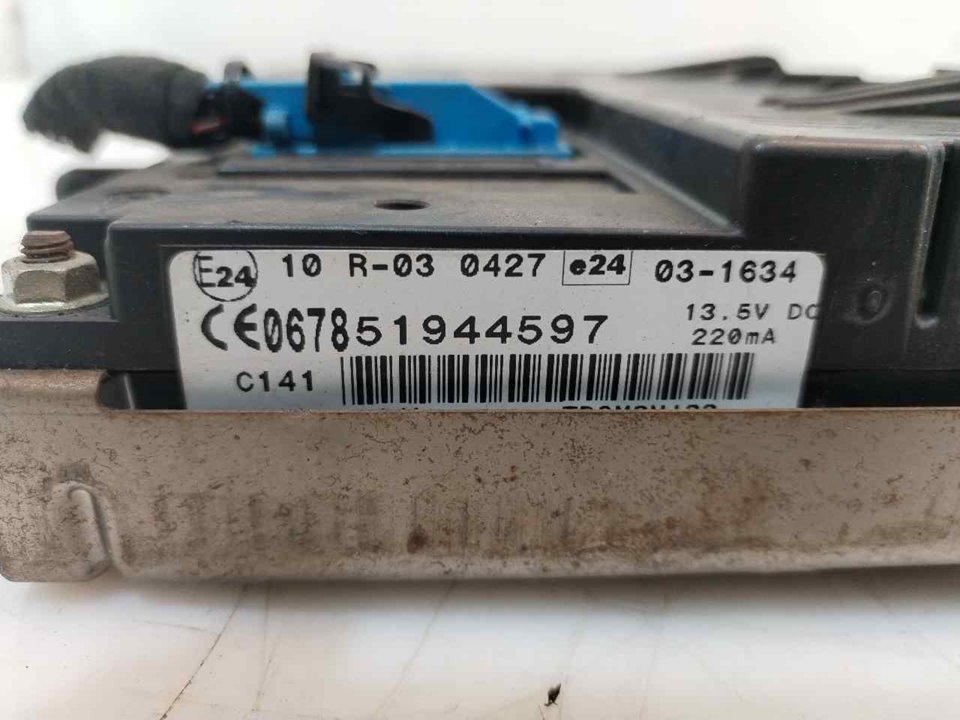 E24 10 R-03 0427 e24 03-1634
CE0678 51944597 13.5V DC
220mA
C141